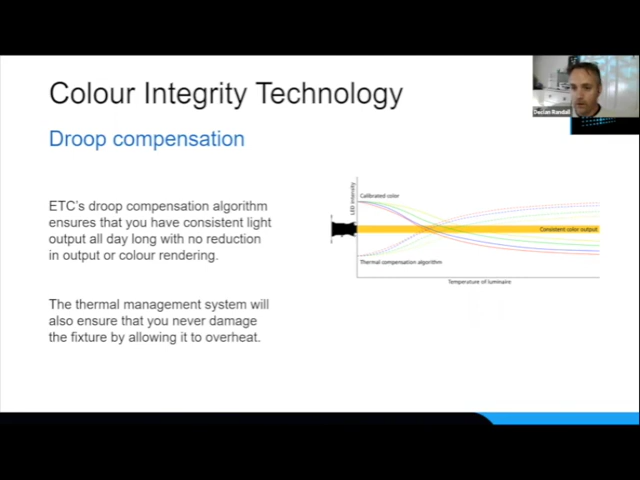 Colour Integrity Technology
Declan Randall
Droop compensation
ETC's droop compensation algorithm
ensures that you have consistent light
output all day long with no reduction
in output or colour rendering.
The thermal management system will
also ensure that you never damage
the fixture by allowing it to overheat.
LED Intensity
Calibrated color
Consistent color output
Thermal compensation algorithm
Temperature of luminaire